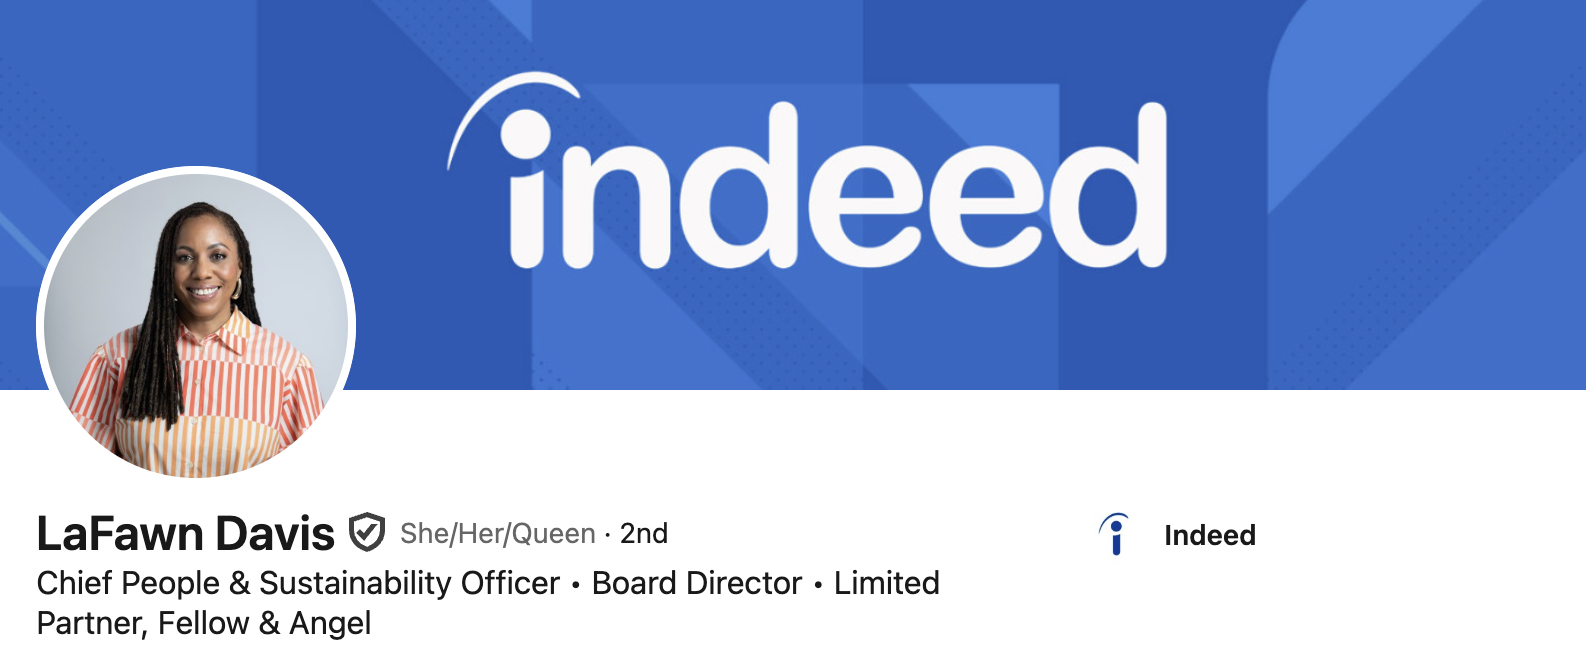 indeed
LaFawn Davis She/Her/Queen · 2nd
Indeed
Chief People & Sustainability Officer • Board Director • Limited
Partner, Fellow & Angel